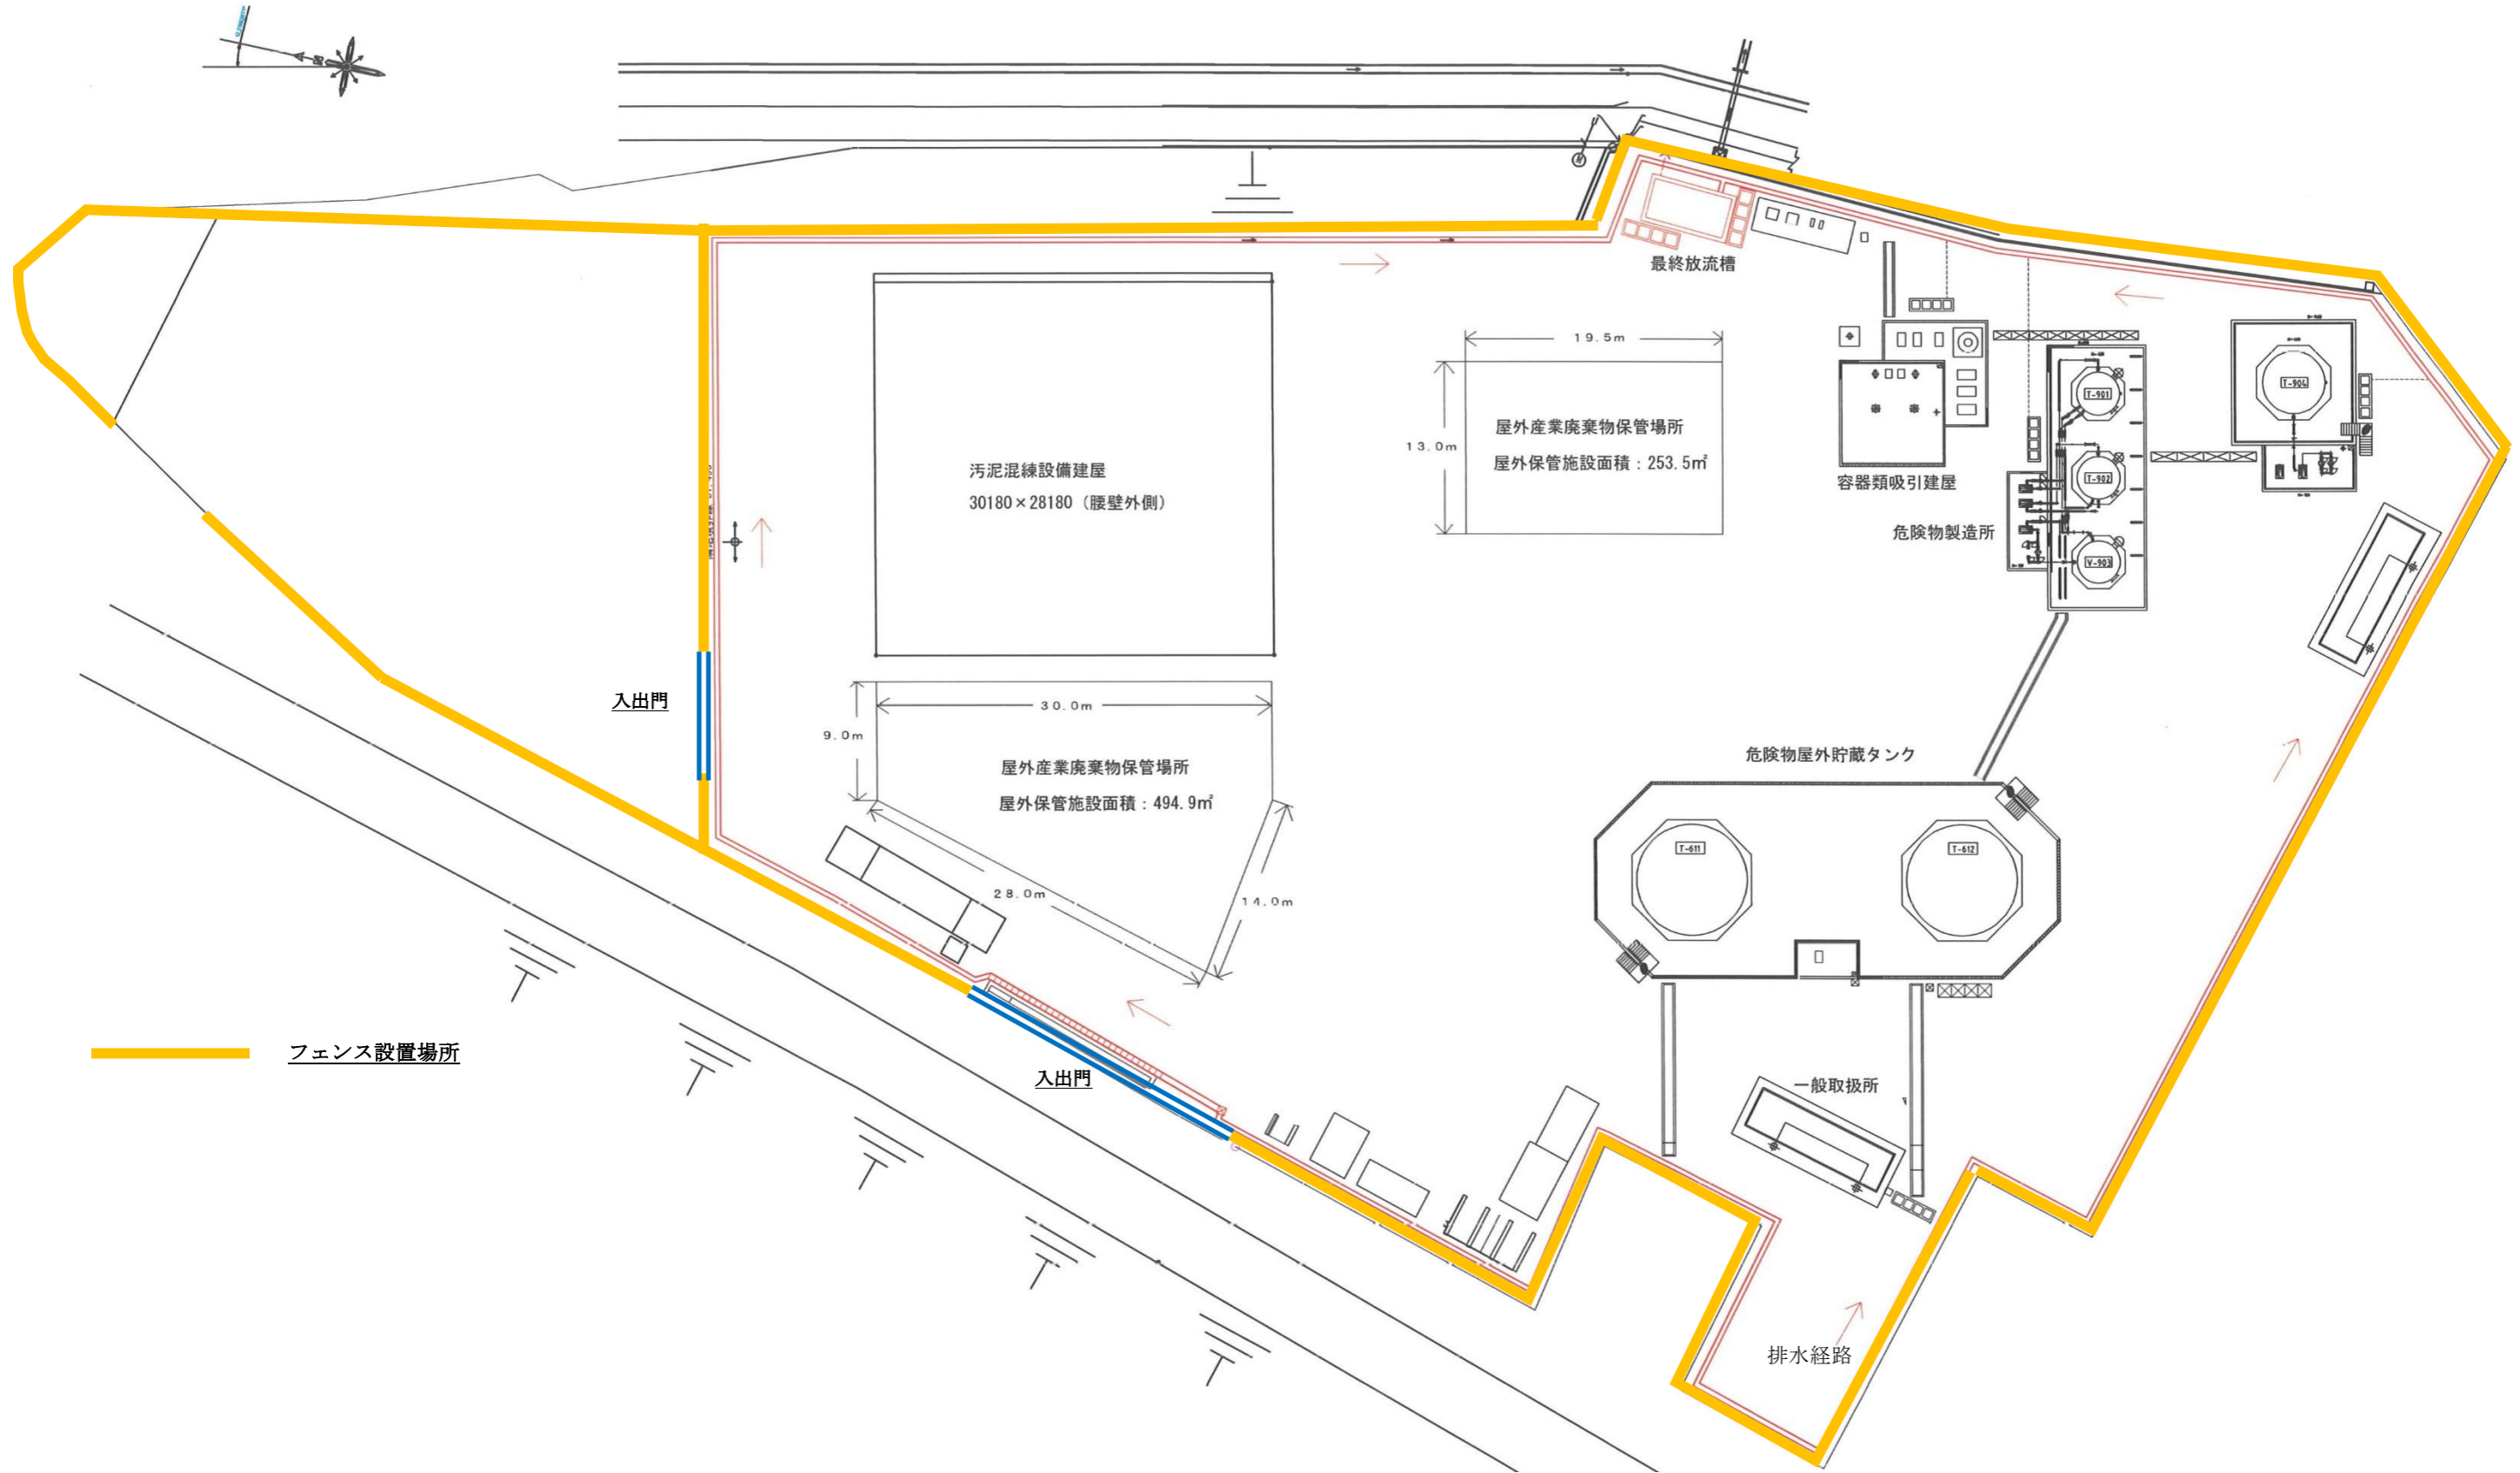 最終放流槽
19.5m
13.0m
屋外産業廃棄物保管場所
屋外保管施設面積：253.5㎡
汚泥混練設備建屋
30180×28180（腰壁外側）
容器類吸引建屋
危険物製造所
T-901
T-902
V-903
T-904
入出門
30.0m
9.0m
屋外産業廃棄物保管場所
屋外保管施設面積：494.9㎡
28.0m
14.0m
危険物屋外貯蔵タンク
T-611
T-612
フェンス設置場所
入出門
一般取扱所
排水経路